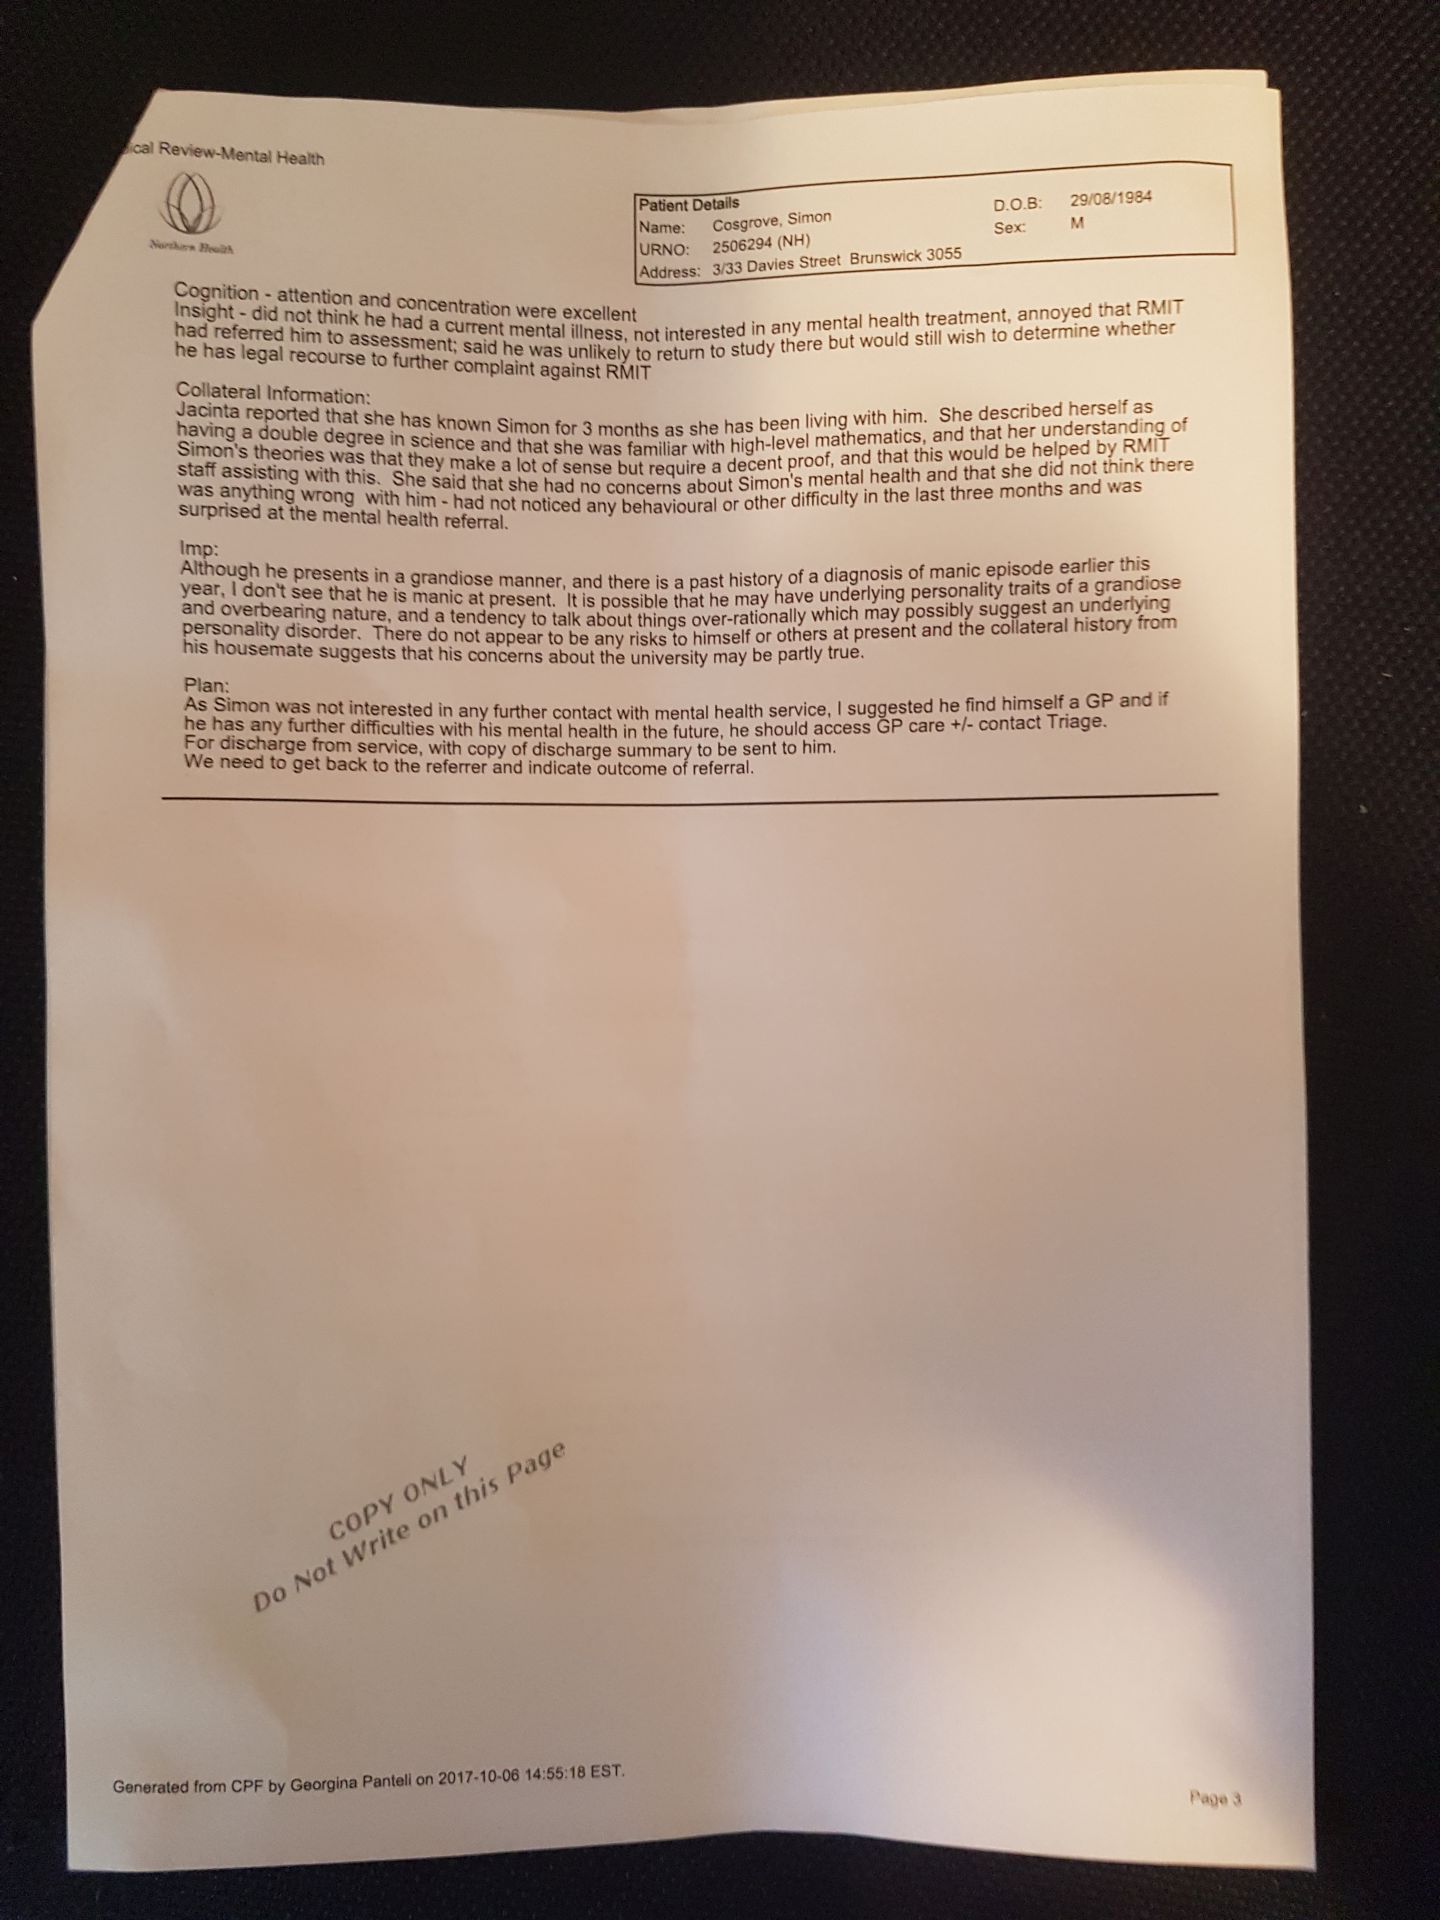 ical Review-Mental Health
Northern Health
Patient Details
Name: Cosgrove, Simon
D.O.B: 29/08/1984
URNO: 2506294 (NH)
Sex: M
Address: 3/33 Davies Street Brunswick 3055
Cognition - attention and concentration were excellent
Insight - did not think he had a current mental illness, not interested in any mental health treatment, annoyed that RMIT
had referred him to assessment; said he was unlikely to return to study there but would still wish to determine whether
he has legal recourse to further complaint against RMIT
Collateral Information:
Jacinta reported that she has known Simon for 3 months as she has been living with him. She described herself as
having a double degree in science and that she was familiar with high-level mathematics, and that her understanding of
Simon's theories was that they make a lot of sense but require a decent proof, and that this would be helped by RMIT
staff assisting with this. She said that she had no concerns about Simon's mental health and that she did not think there
was anything wrong with him - had not noticed any behavioural or other difficulty in the last three months and was
surprised at the mental health referral.
Imp:
Although he presents in a grandiose manner, and there is a past history of a diagnosis of manic episode earlier this
year, I don't see that he is manic at present. It is possible that he may have underlying personality traits of a grandiose
and overbearing nature, and a tendency to talk about things over-rationally which may possibly suggest an underlying
personality disorder. There do not appear to be any risks to himself or others at present and the collateral history from
his housemate suggests that his concerns about the university may be partly true.
Plan:
As Simon was not interested in any further contact with mental health service, I suggested he find himself a GP and if
he has any further difficulties with his mental health in the future, he should access GP care +/- contact Triage.
For discharge from service, with copy of discharge summary to be sent to him.
We need to get back to the referrer and indicate outcome of referral.
COPY ONLY
Do Not Write on this Page
Generated from CPF by Georgina Panteli on 2017-10-06 14:55:18 EST.
Page 3